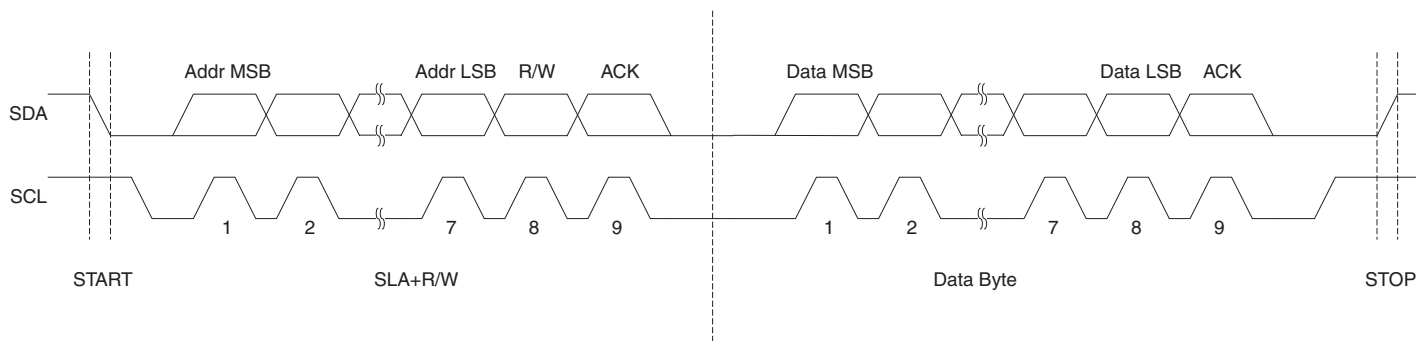 Addr MSB Addr LSB R/W ACK Data MSB Data LSB ACK
SDA
SCL
1 2 7 8 9 1 2 7 8 9
START SLA+R/W Data Byte STOP